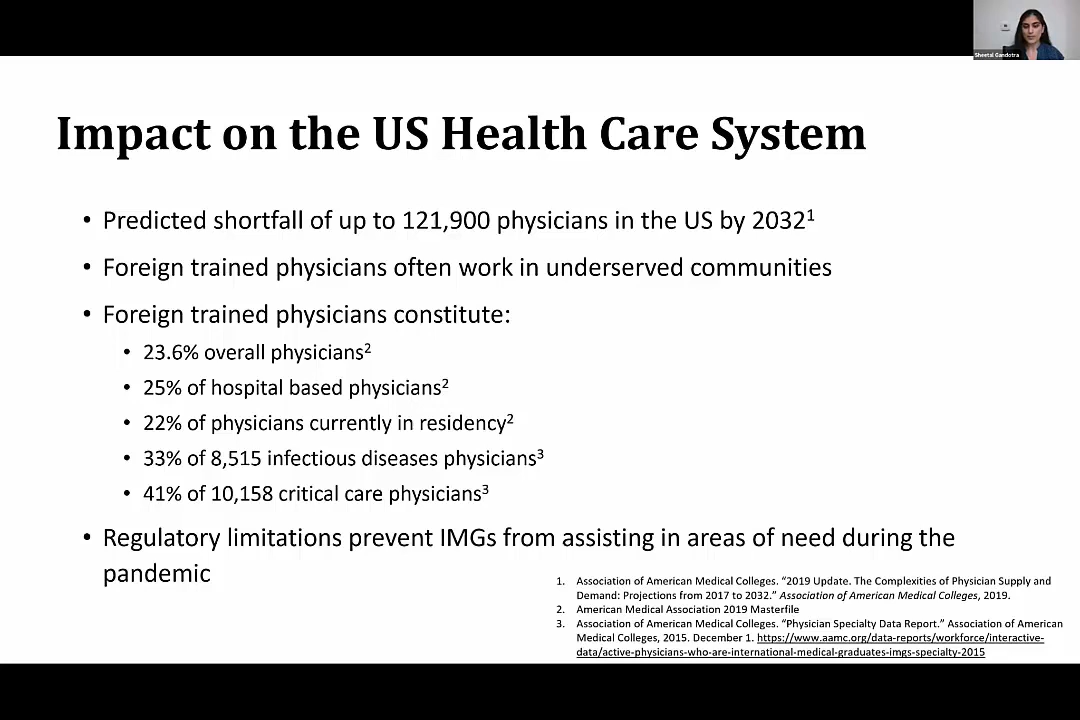 Sheetal Gandotra
Impact on the US Health Care System
• Predicted shortfall of up to 121,900 physicians in the US by 2032¹
• Foreign trained physicians often work in underserved communities
• Foreign trained physicians constitute:
• 23.6% overall physicians²
• 25% of hospital based physicians²
• 22% of physicians currently in residency²
• 33% of 8,515 infectious diseases physicians³
• 41% of 10,158 critical care physicians³
• Regulatory limitations prevent IMGs from assisting in areas of need during the
pandemic
1. Association of American Medical Colleges. “2019 Update. The Complexities of Physician Supply and
Demand: Projections from 2017 to 2032.” Association of American Medical Colleges, 2019.
2. American Medical Association 2019 Masterfile
3. Association of American Medical Colleges. “Physician Specialty Data Report.” Association of American
Medical Colleges, 2015. December 1. https://www.aamc.org/data-reports/workforce/interactive-
data/active-physicians-who-are-international-medical-graduates-imgs-specialty-2015